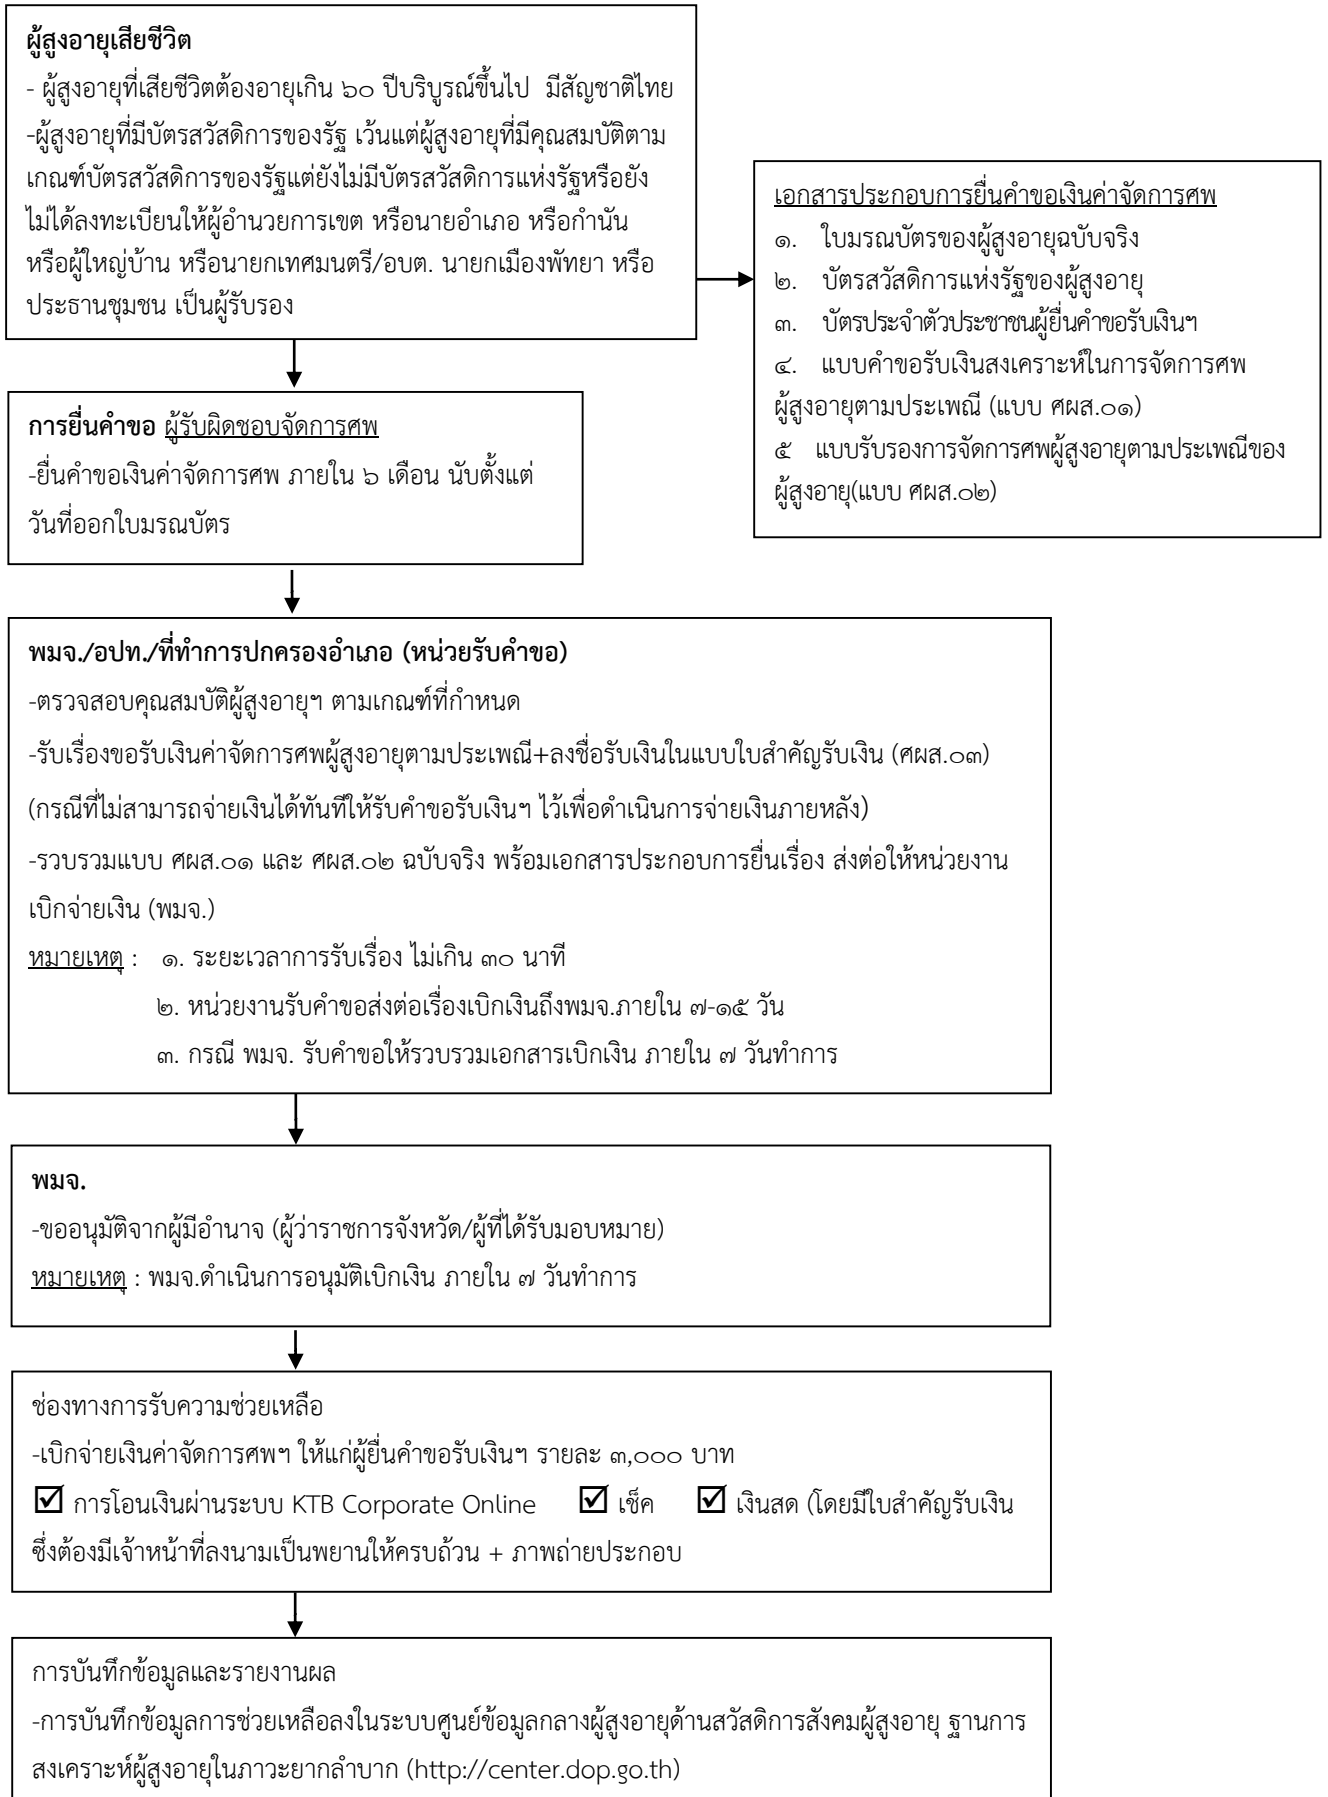 ผู้สูงอายุเสียชีวิต
- ผู้สูงอายุที่เสียชีวิตต้องอายุเกิน ๖๐ ปีบริบูรณ์ขึ้นไป มีสัญชาติไทย
-ผู้สูงอายุที่มีบัตรสวัสดิการของรัฐ เว้นแต่ผู้สูงอายุที่มีคุณสมบัติตาม
เกณฑ์บัตรสวัสดิการของรัฐแต่ยังไม่มีบัตรสวัสดิการแห่งรัฐหรือยัง
ไม่ได้ลงทะเบียนให้ผู้อำนวยการเขต หรือนายอำเภอ หรือกำนัน
หรือผู้ใหญ่บ้าน หรือนายกเทศมนตรี/อบต. นายกเมืองพัทยา หรือ
ประธานชุมชน เป็นผู้รับรอง
เอกสารประกอบการยื่นคำขอเงินค่าจัดการศพ
๑. ใบมรณบัตรของผู้สูงอายุฉบับจริง
๒. บัตรสวัสดิการแห่งรัฐของผู้สูงอายุ
๓. บัตรประจำตัวประชาชนผู้ยื่นคำขอรับเงินฯ
๔. แบบคำขอรับเงินสงเคราะห์ในการจัดการศพ
ผู้สูงอายุตามประเพณี (แบบ ศผส.๐๑)
๕ แบบรับรองการจัดการศพผู้สูงอายุตามประเพณีของ
ผู้สูงอายุ(แบบ ศผส.๐๒)
การยื่นคำขอ ผู้รับผิดชอบจัดการศพ
-ยื่นคำขอเงินค่าจัดการศพ ภายใน ๖ เดือน นับตั้งแต่
วันที่ออกใบมรณบัตร
พมจ./อปท./ที่ทำการปกครองอำเภอ (หน่วยรับคำขอ)
-ตรวจสอบคุณสมบัติผู้สูงอายุฯ ตามเกณฑ์ที่กำหนด
-รับเรื่องขอรับเงินค่าจัดการศพผู้สูงอายุตามประเพณี+ลงชื่อรับเงินในแบบใบสำคัญรับเงิน (ศผส.๐๓)
(กรณีที่ไม่สามารถจ่ายเงินได้ทันทีให้รับคำขอรับเงินฯ ไว้เพื่อดำเนินการจ่ายเงินภายหลัง)
-รวบรวมแบบ ศผส.๐๑ และ ศผส.๐๒ ฉบับจริง พร้อมเอกสารประกอบการยื่นเรื่อง ส่งต่อให้หน่วยงาน
เบิกจ่ายเงิน (พมจ.)
หมายเหตุ : ๑. ระยะเวลาการรับเรื่อง ไม่เกิน ๓๐ นาที
๒. หน่วยงานรับคำขอส่งต่อเรื่องเบิกเงินถึงพมจ.ภายใน ๗-๑๕ วัน
๓. กรณี พมจ. รับคำขอให้รวบรวมเอกสารเบิกเงิน ภายใน ๗ วันทำการ
พมจ.
-ขออนุมัติจากผู้มีอำนาจ (ผู้ว่าราชการจังหวัด/ผู้ที่ได้รับมอบหมาย)
หมายเหตุ : พมจ.ดำเนินการอนุมัติเบิกเงิน ภายใน ๗ วันทำการ
ช่องทางการรับความช่วยเหลือ
-เบิกจ่ายเงินค่าจัดการศพฯ ให้แก่ผู้ยื่นคำขอรับเงินฯ รายละ ๓,๐๐๐ บาท
☑ การโอนเงินผ่านระบบ KTB Corporate Online ☑ เช็ค ☑ เงินสด (โดยมีใบสำคัญรับเงิน
ซึ่งต้องมีเจ้าหน้าที่ลงนามเป็นพยานให้ครบถ้วน + ภาพถ่ายประกอบ
การบันทึกข้อมูลและรายงานผล
-การบันทึกข้อมูลการช่วยเหลือลงในระบบศูนย์ข้อมูลกลางผู้สูงอายุด้านสวัสดิการสังคมผู้สูงอายุ ฐานการ
สงเคราะห์ผู้สูงอายุในภาวะยากลำบาก (http://center.dop.go.th)